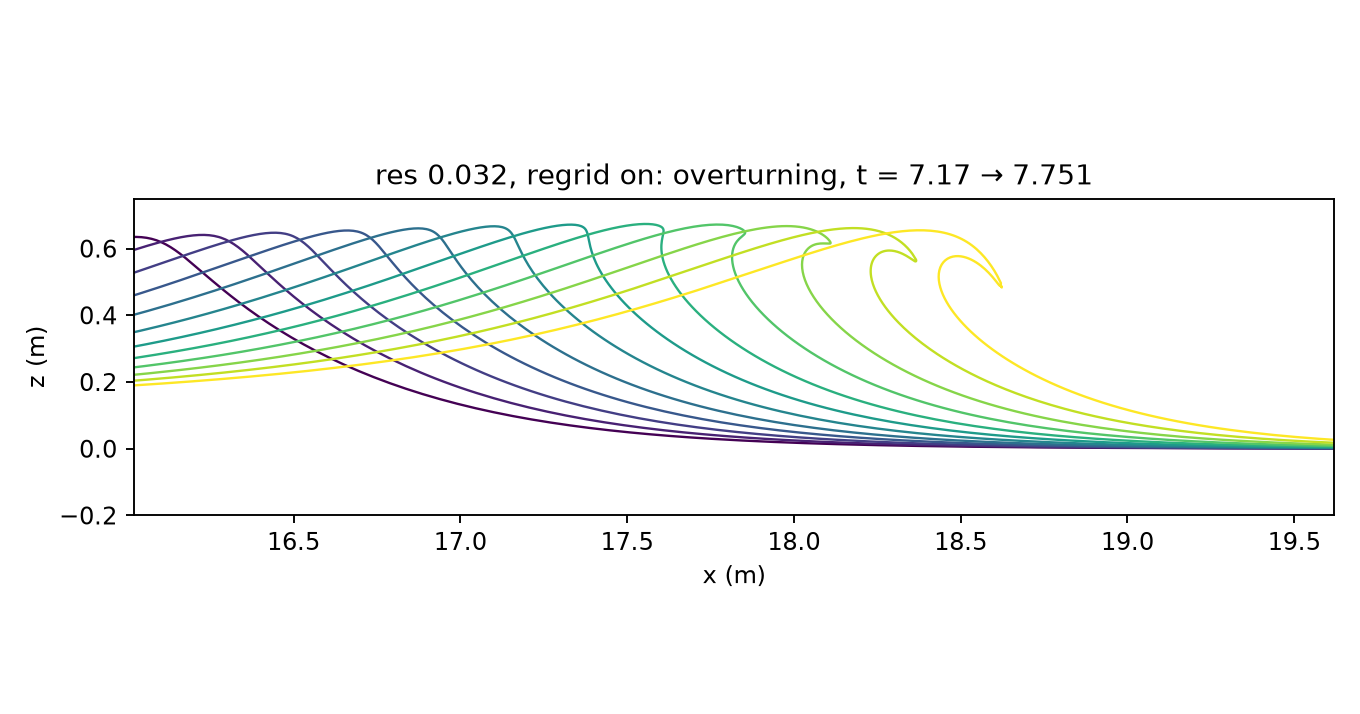 res 0.032, regrid on: overturning, t = 7.17 → 7.751
z (m)
0.6
0.4
0.2
0.0
−0.2
16.5 17.0 17.5 18.0 18.5 19.0 19.5
x (m)